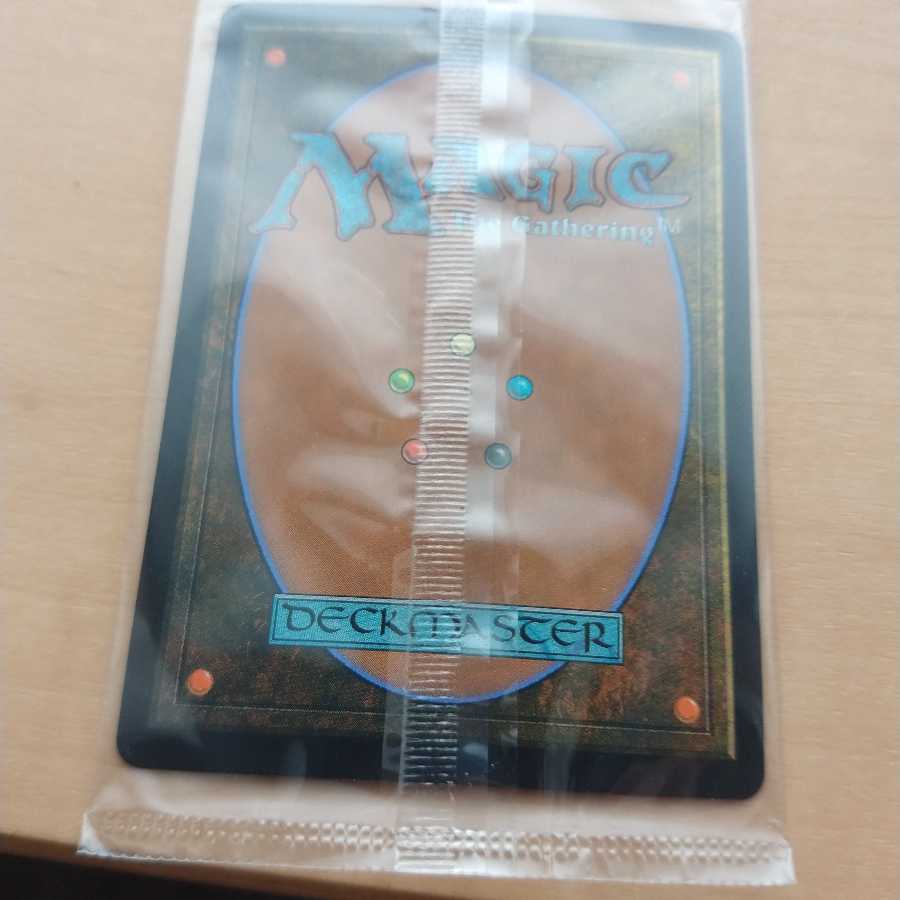 MAGIC
The Gathering™
DECKMASTER